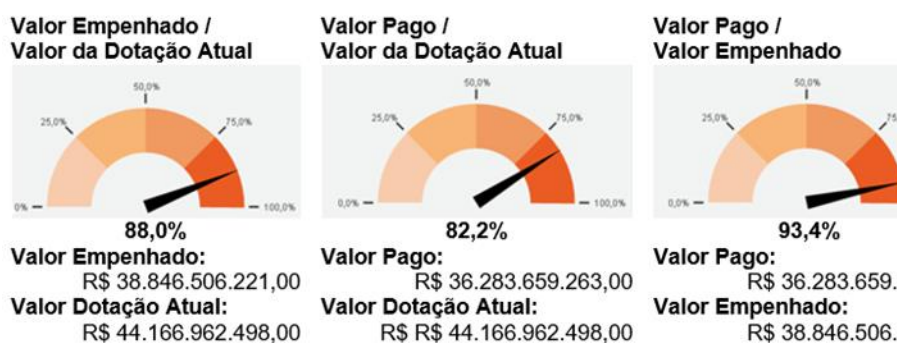 Valor Empenhado /
Valor da Dotação Atual
50,0%
25,0%
75,0%
0%
100,0%
88,0%
Valor Empenhado:
R$ 38.846.506.221,00
Valor Dotação Atual:
R$ 44.166.962.498,00
Valor Pago /
Valor da Dotação Atual
50,0%
25,0%
75,0%
0,0%
100,0%
82,2%
Valor Pago:
R$ 36.283.659.263,00
Valor Dotação Atual:
R$ R$ 44.166.962.498,00
Valor Pago /
Valor Empenhado
50,0%
25,0%
75,0%
0,0%
93,4%
Valor Pago:
R$ 36.283.659.
Valor Empenhado:
R$ 38.846.506.